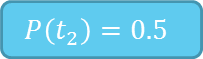 P(t₂) = 0.5